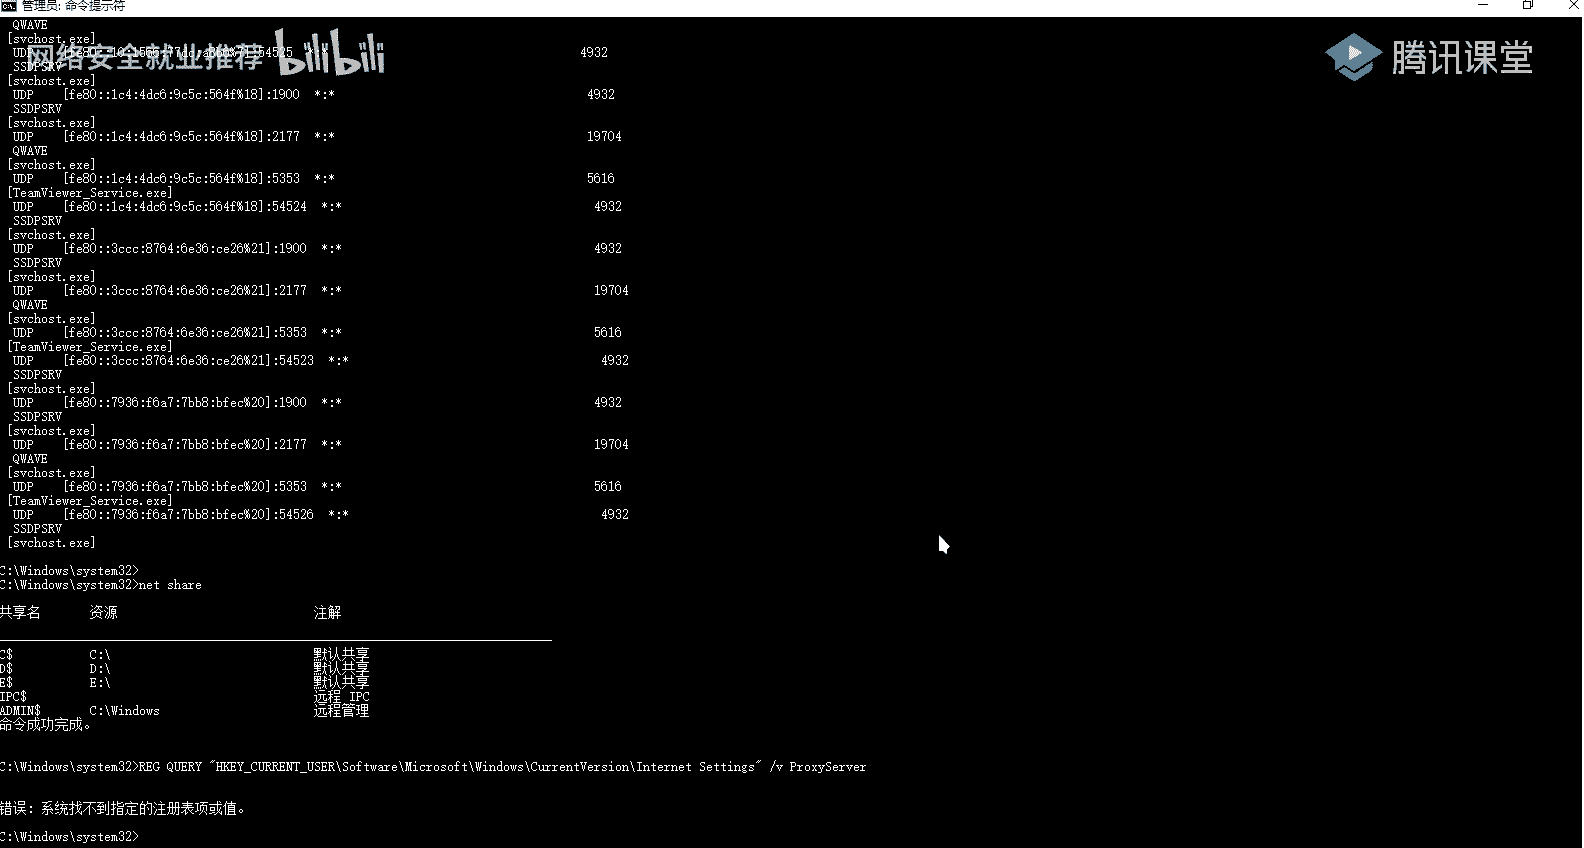 管理员: 命令提示符
QWAVE
[svchost.exe]
网络安全就业推荐 bilibili
腾讯课堂
UDP *:* 4932
SSDPSRV
[svchost.exe]
UDP [fe80::1c4:4dc6:9c5c:564f%18]:1900 *:* 4932
SSDPSRV
[svchost.exe]
UDP [fe80::1c4:4dc6:9c5c:564f%18]:2177 *:* 19704
QWAVE
[svchost.exe]
UDP [fe80::1c4:4dc6:9c5c:564f%18]:5353 *:* 5616
[TeamViewer_Service.exe]
UDP [fe80::1c4:4dc6:9c5c:564f%18]:54524 *:* 4932
SSDPSRV
[svchost.exe]
UDP [fe80::3ccc:8764:6e36:ce26%21]:1900 *:* 4932
SSDPSRV
[svchost.exe]
UDP [fe80::3ccc:8764:6e36:ce26%21]:2177 *:* 19704
QWAVE
[svchost.exe]
UDP [fe80::3ccc:8764:6e36:ce26%21]:5353 *:* 5616
[TeamViewer_Service.exe]
UDP [fe80::3ccc:8764:6e36:ce26%21]:54523 *:* 4932
SSDPSRV
[svchost.exe]
UDP [fe80::7936:f6a7:7bb8:bfec%20]:1900 *:* 4932
SSDPSRV
[svchost.exe]
UDP [fe80::7936:f6a7:7bb8:bfec%20]:2177 *:* 19704
QWAVE
[svchost.exe]
UDP [fe80::7936:f6a7:7bb8:bfec%20]:5353 *:* 5616
[TeamViewer_Service.exe]
UDP [fe80::7936:f6a7:7bb8:bfec%20]:54526 *:* 4932
SSDPSRV
[svchost.exe]
C:\Windows\system32>
C:\Windows\system32>net share
共享名 资源 注解
C$ C:\ 默认共享
D$ D:\ 默认共享
E$ E:\ 默认共享
IPC$ 远程 IPC
ADMIN$ C:\Windows 远程管理
命令成功完成。
C:\Windows\system32>REG QUERY "HKEY_CURRENT_USER\Software\Microsoft\Windows\CurrentVersion\Internet Settings" /v ProxyServer
错误: 系统找不到指定的注册表项或值。
C:\Windows\system32>